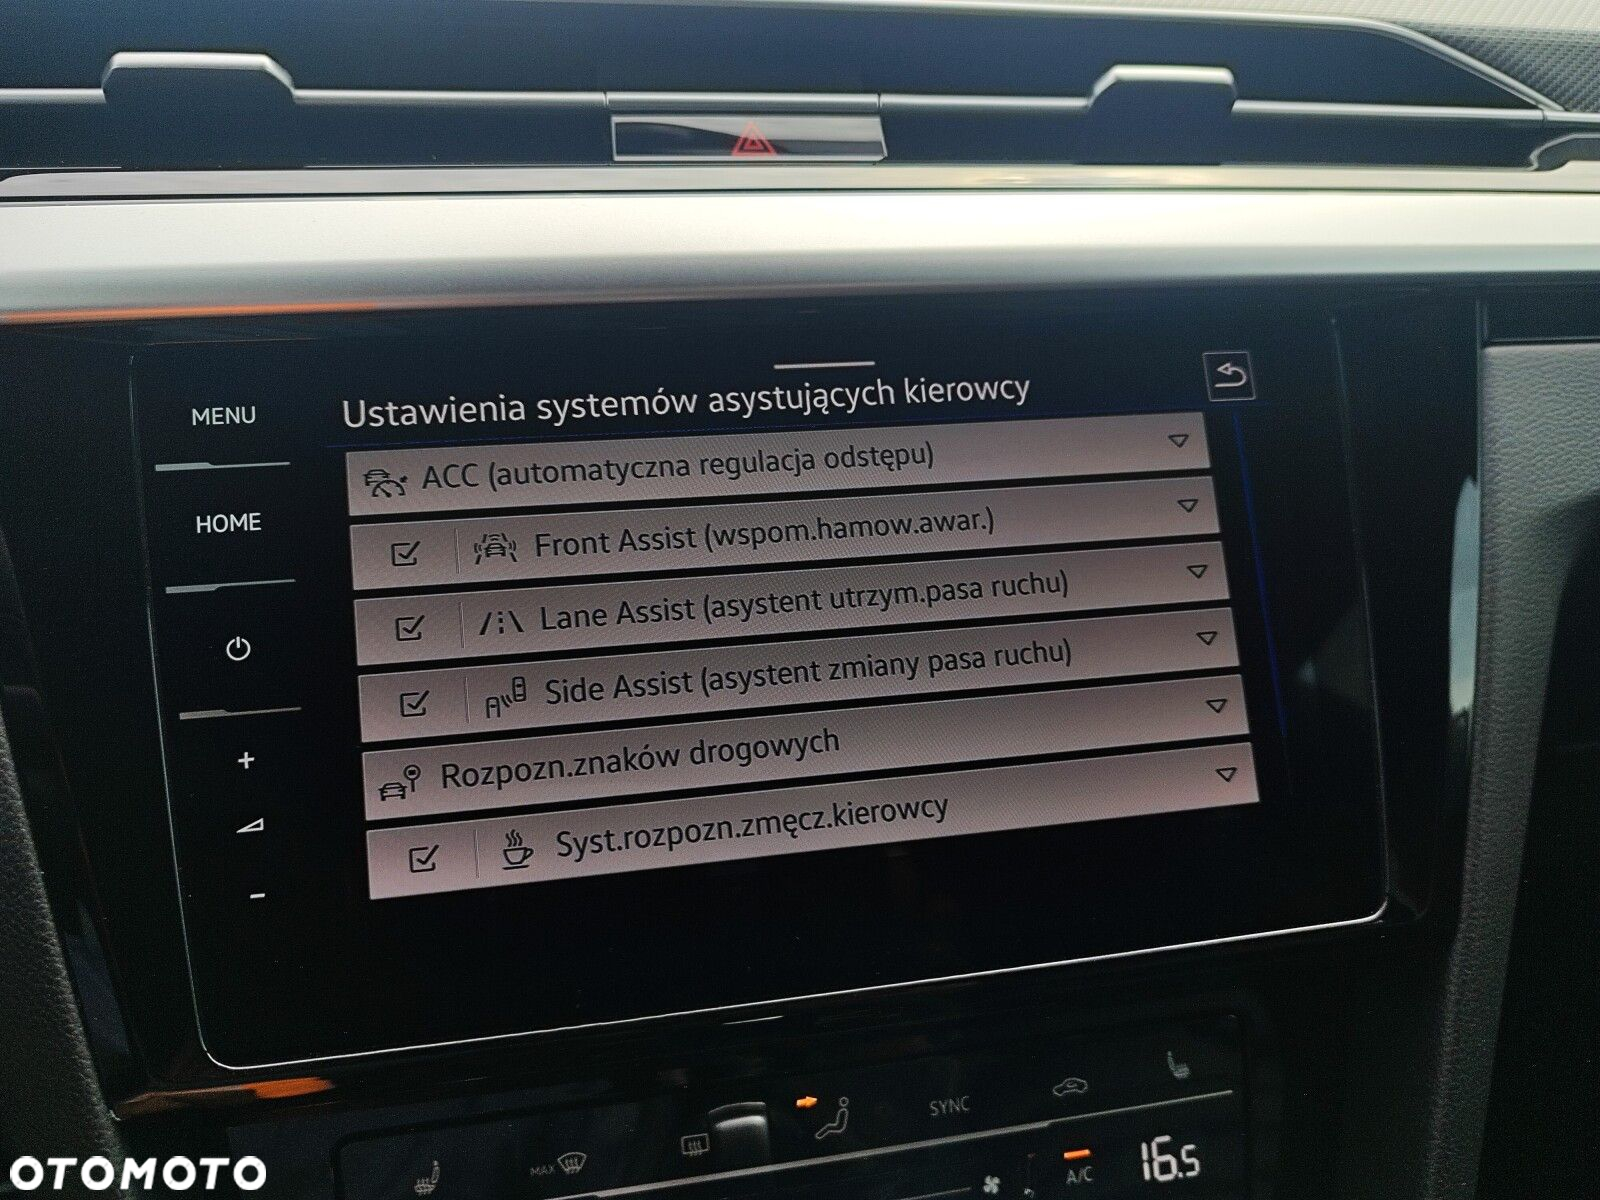 MENU
HOME
+
-
Ustawienia systemów asystujących kierowcy
ACC (automatyczna regulacja odstępu)
Front Assist (wspom.hamow.awar.)
Lane Assist (asystent utrzym.pasa ruchu)
Side Assist (asystent zmiany pasa ruchu)
Rozpozn.znaków drogowych
Syst.rozpozn.zmęcz.kierowcy
MAX
SYNC
A/C
16.5
OTOMOTO